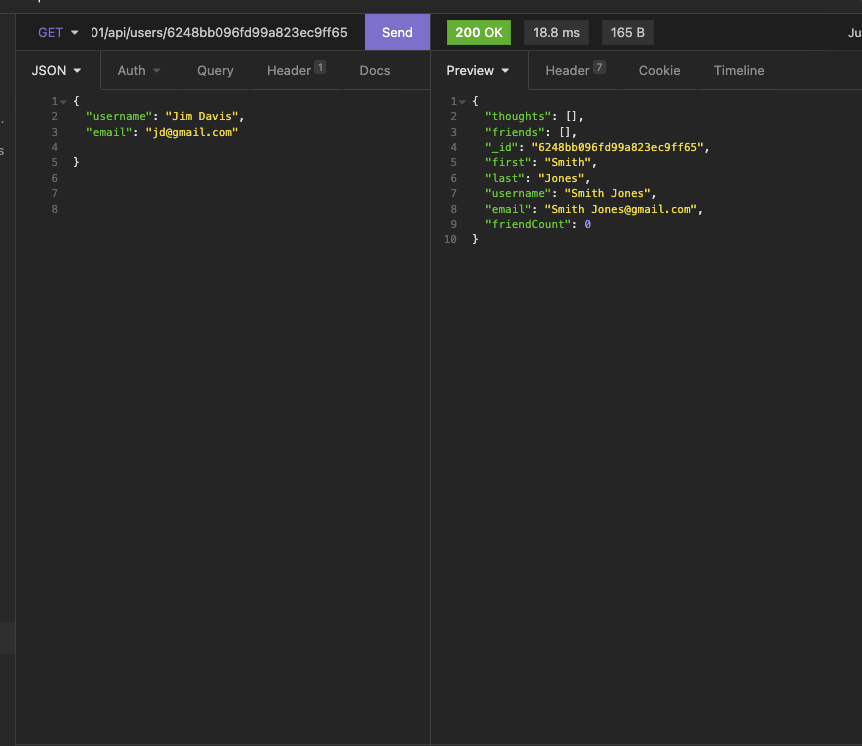 GET 01/api/users/6248bb096fd99a823ec9ff65 Send
200 OK 18.8 ms 165 B Ju
JSON Auth Query Header 1 Docs
Preview Header 7 Cookie Timeline
1 {
2 "username": "Jim Davis",
3 "email": "jd@gmail.com"
4
5 }
6
7
8
1 {
2 "thoughts": [],
3 "friends": [],
4 "_id": "6248bb096fd99a823ec9ff65",
5 "first": "Smith",
6 "last": "Jones",
7 "username": "Smith Jones",
8 "email": "Smith Jones@gmail.com",
9 "friendCount": 0
10 }